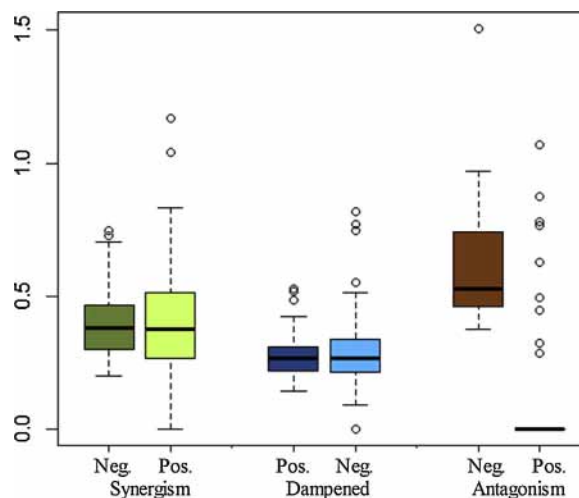 1.5
1.0
0.5
0.0
Neg. Pos. Pos. Neg. Neg. Pos.
Synergism Dampened Antagonism